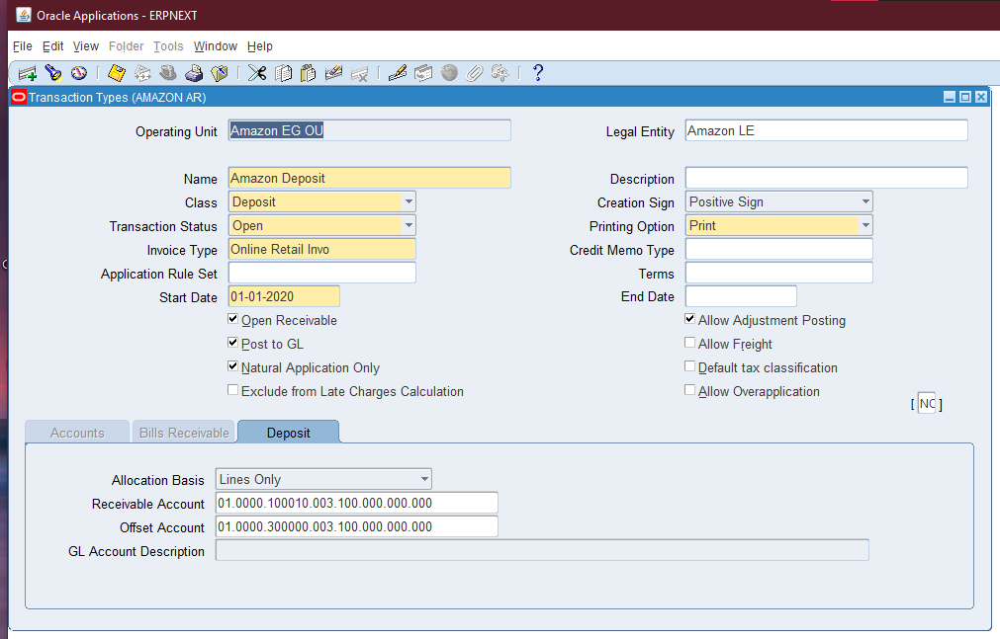 Oracle Applications - ERPNEXT
File Edit View Folder Tools Window Help
Transaction Types (AMAZON AR)
Operating Unit Amazon EG OU Legal Entity Amazon LE
Name Amazon Deposit Description
Class Deposit Creation Sign Positive Sign
Transaction Status Open Printing Option Print
Invoice Type Online Retail Invo Credit Memo Type
Application Rule Set Terms
Start Date 01-01-2020 End Date
Open Receivable Allow Adjustment Posting
Post to GL Allow Freight
Natural Application Only Default tax classification
Exclude from Late Charges Calculation Allow Overapplication
[ NO ]
Accounts Bills Receivable Deposit
Allocation Basis Lines Only
Receivable Account 01.0000.100010.003.100.000.000.000
Offset Account 01.0000.300000.003.100.000.000.000
GL Account Description